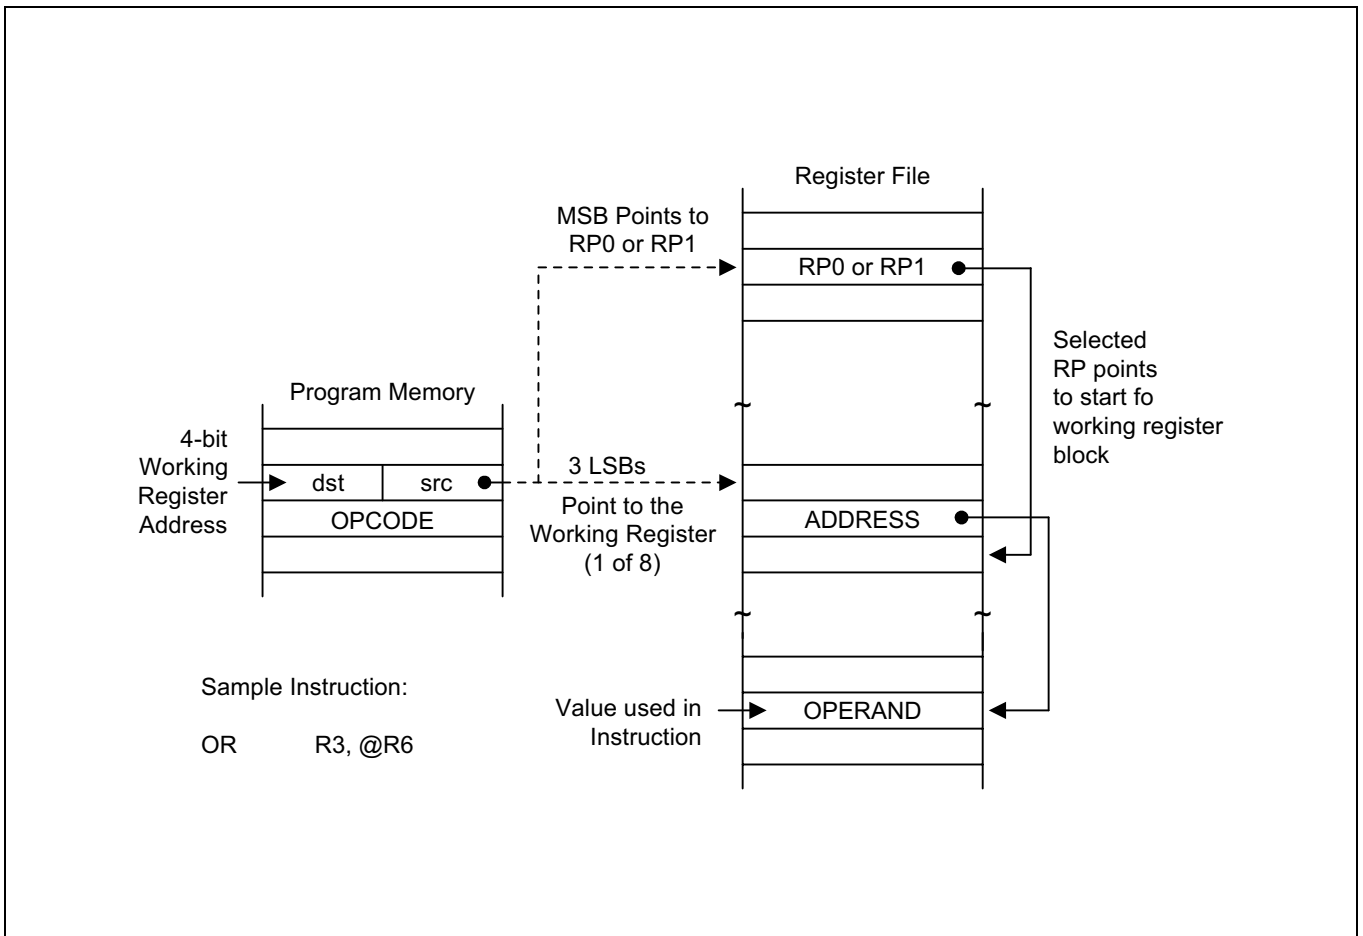 Register File
MSB Points to
RP0 or RP1
RP0 or RP1
Selected
RP points
to start fo
working register
block
Program Memory
4-bit
Working
Register
Address
dst
src
OPCODE
3 LSBs
Point to the
Working Register
(1 of 8)
ADDRESS
~
~
~
~
Sample Instruction:
OR R3, @R6
Value used in
Instruction
OPERAND